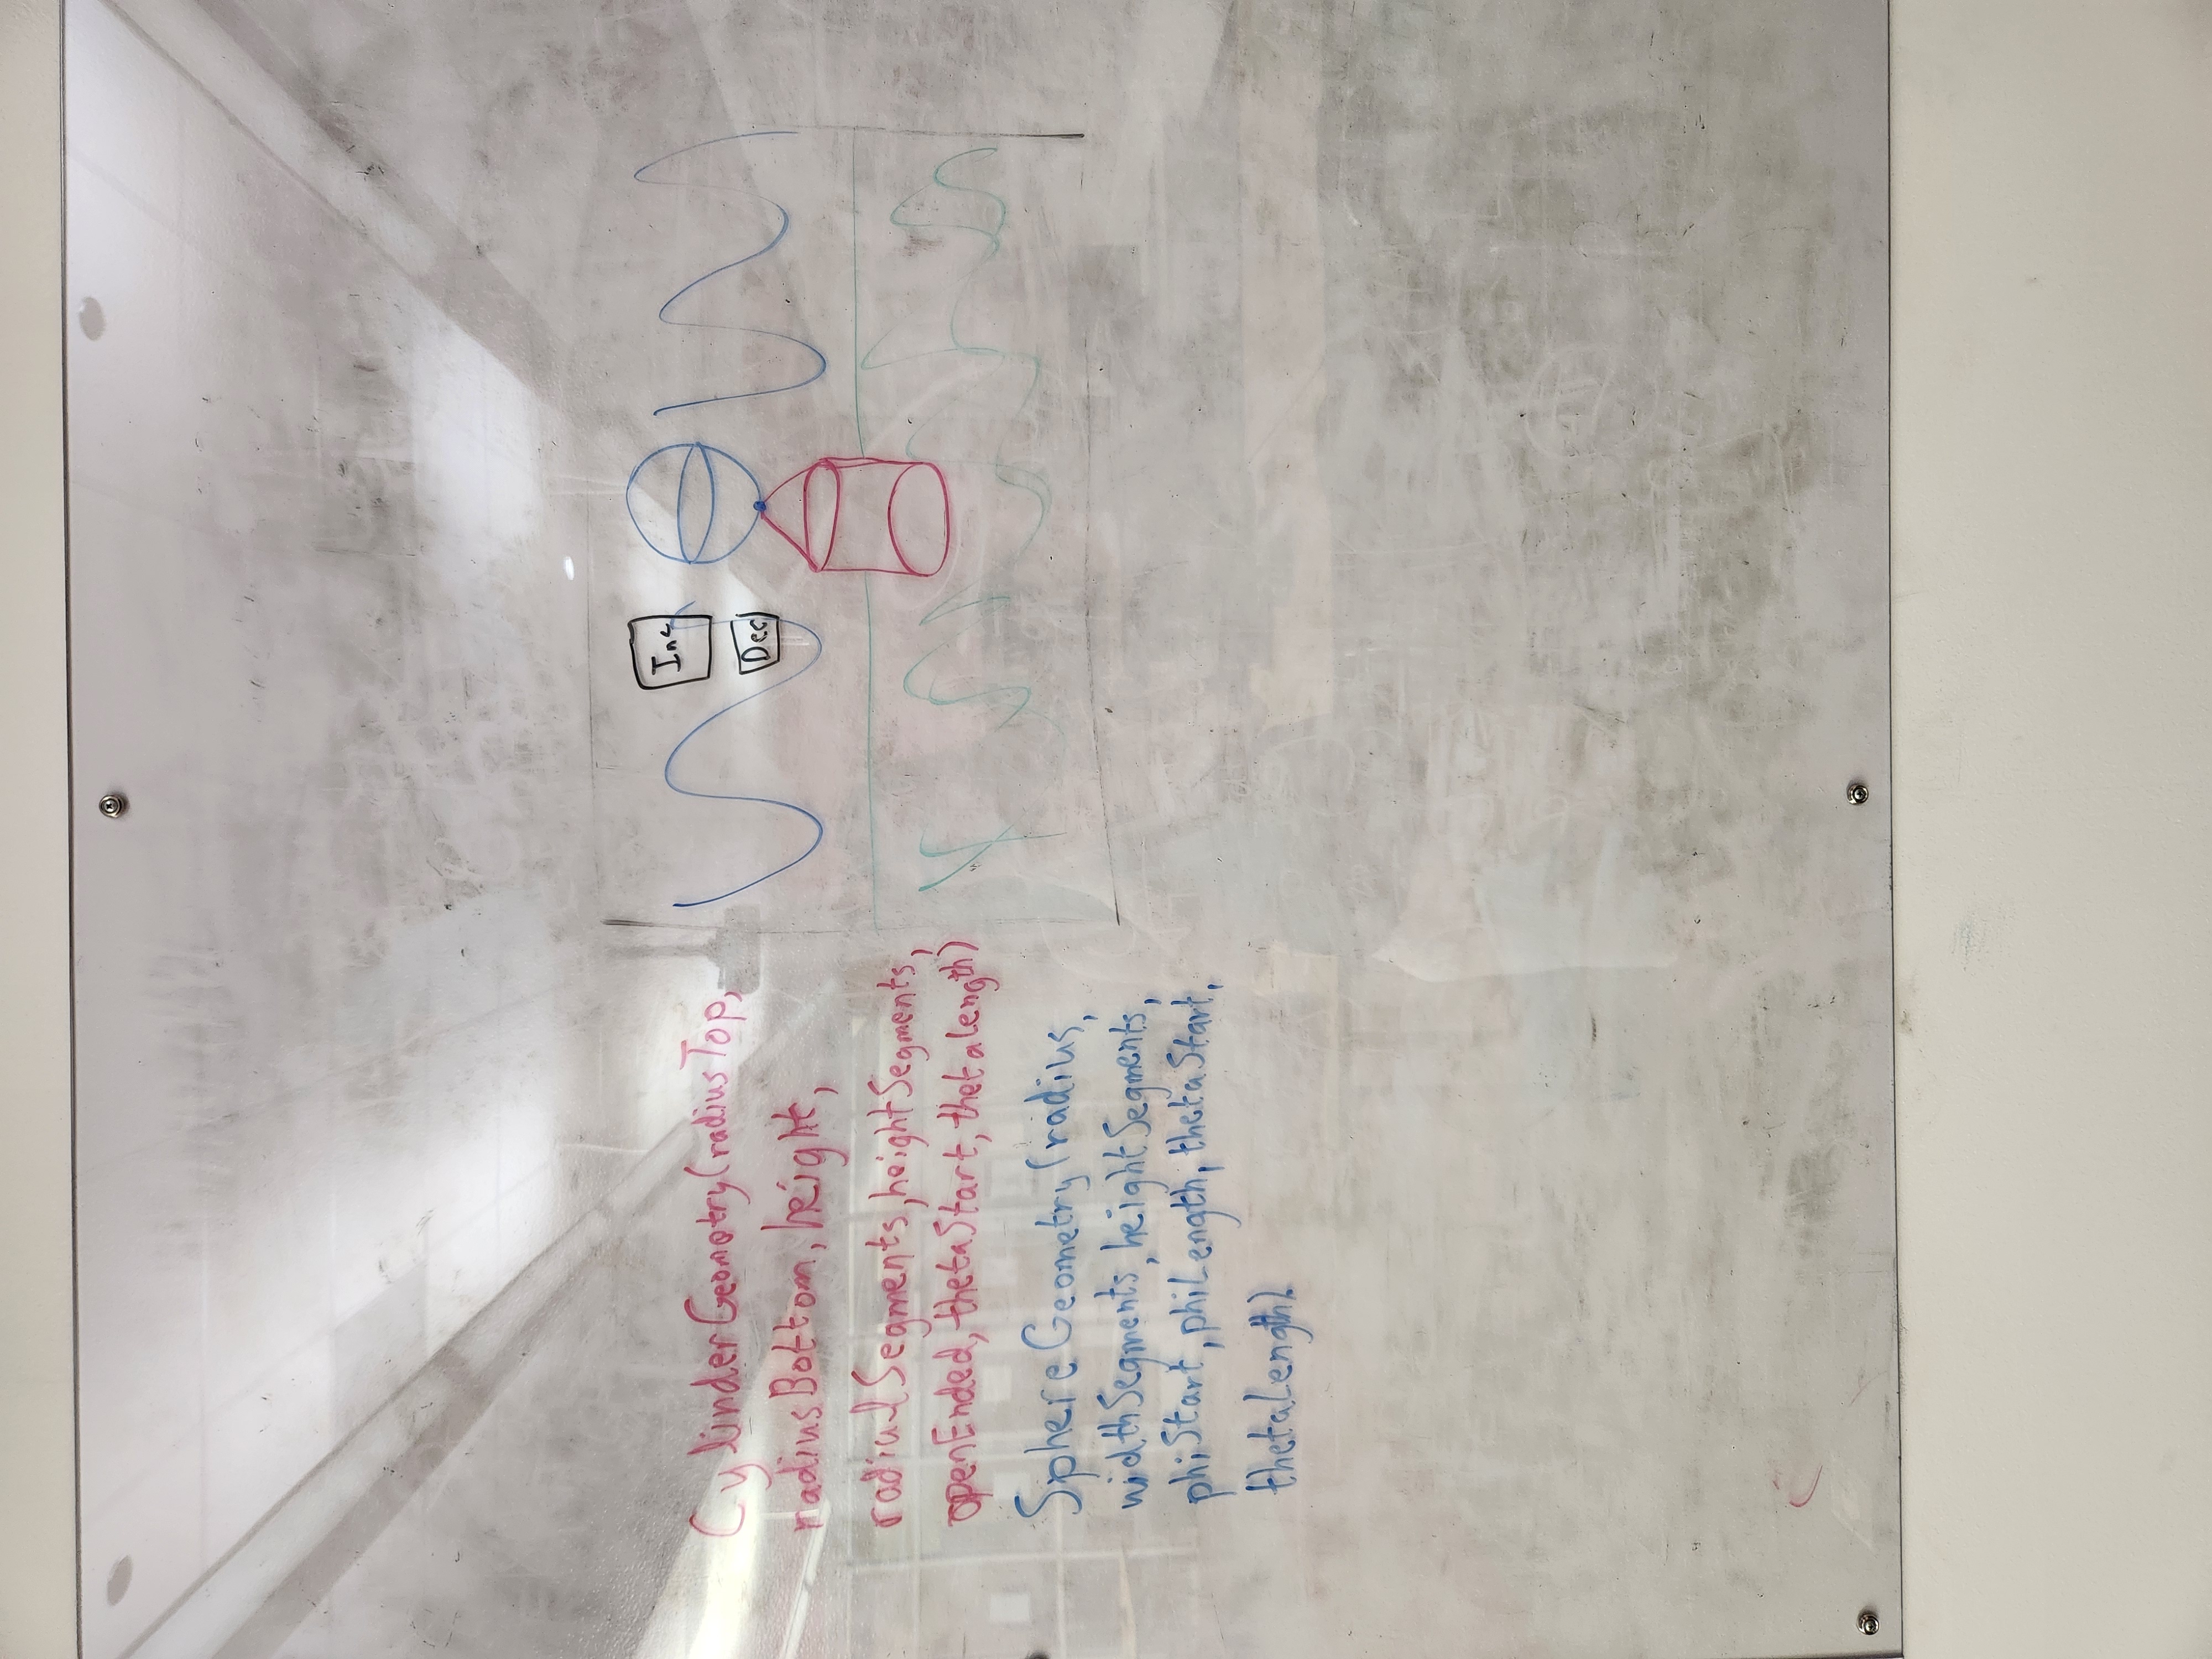 CylinderGeometry(radiusTop,
radiusBottom, height,
radialSegments, heightSegments,
openEnded, thetaStart, thetaLength)
SphereGeometry(radius,
widthSegments, heightSegments,
phiStart, phiLength, thetaStart,
thetaLength).
Inc
Dec